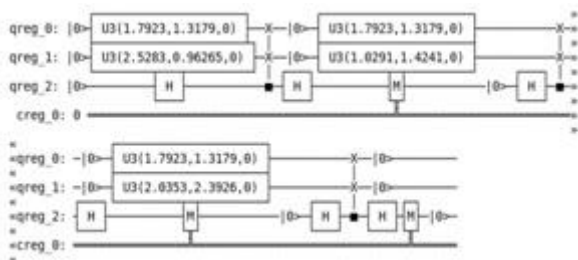 qreg_0: |0> U3(1.7923,1.3179,0) X |0> U3(1.7923,1.3179,0) X »
qreg_1: |0> U3(2.5283,0.96265,0) X |0> U3(1.0291,1.4241,0) X »
qreg_2: |0> H ■ H M |0> H ■ »
creg_0: 0 »
«
«qreg_0: |0> U3(1.7923,1.3179,0) X |0>
«qreg_1: |0> U3(2.0353,2.3926,0) X |0>
«qreg_2: H M |0> H ■ H M |0>
«creg_0:
«